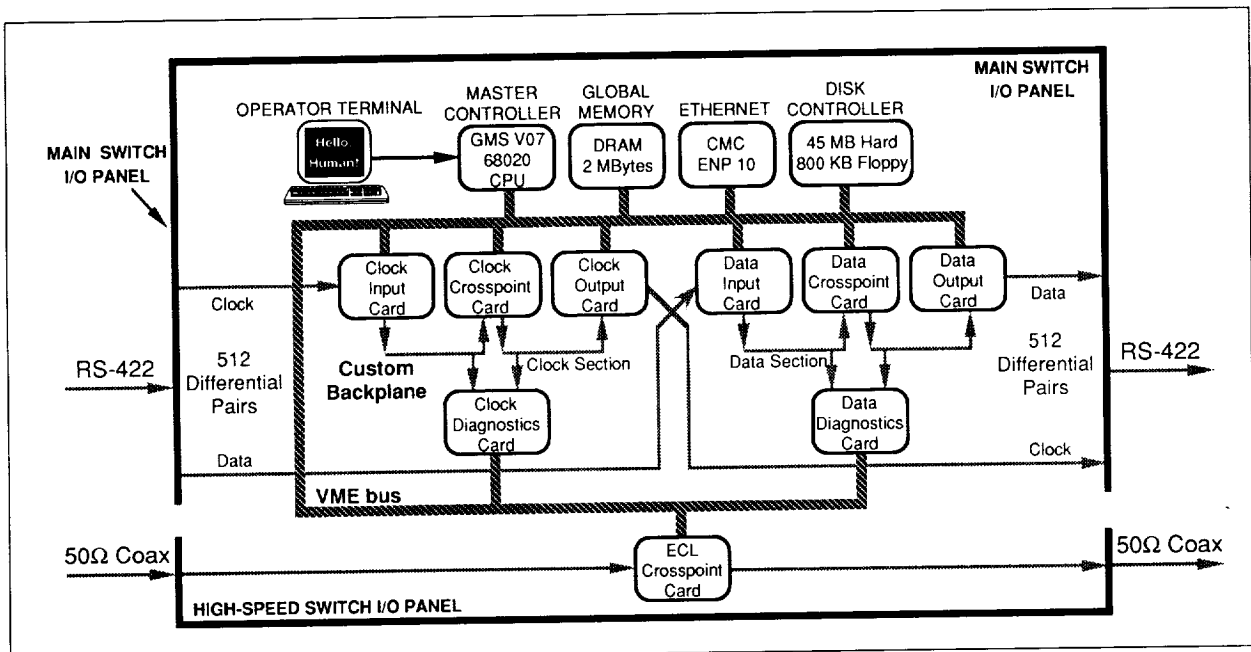 MAIN SWITCH
I/O PANEL
OPERATOR TERMINAL
MASTER
CONTROLLER
GLOBAL
MEMORY
ETHERNET
DISK
CONTROLLER
MAIN SWITCH
I/O PANEL
Hello,
Human!
GMS V07
68020
CPU
DRAM
2 MBytes
CMC
ENP 10
45 MB Hard
800 KB Floppy
Clock
Input
Card
Clock
Crosspoint
Card
Clock
Output
Card
Data
Input
Card
Data
Crosspoint
Card
Data
Output
Card
Clock
Data
RS-422
512
Differential
Pairs
Custom
Backplane
Clock Section
Data Section
512
Differential
Pairs
RS-422
Clock
Diagnostics
Card
Data
Diagnostics
Card
Data
Clock
VME bus
50Ω Coax
ECL
Crosspoint
Card
50Ω Coax
HIGH-SPEED SWITCH I/O PANEL